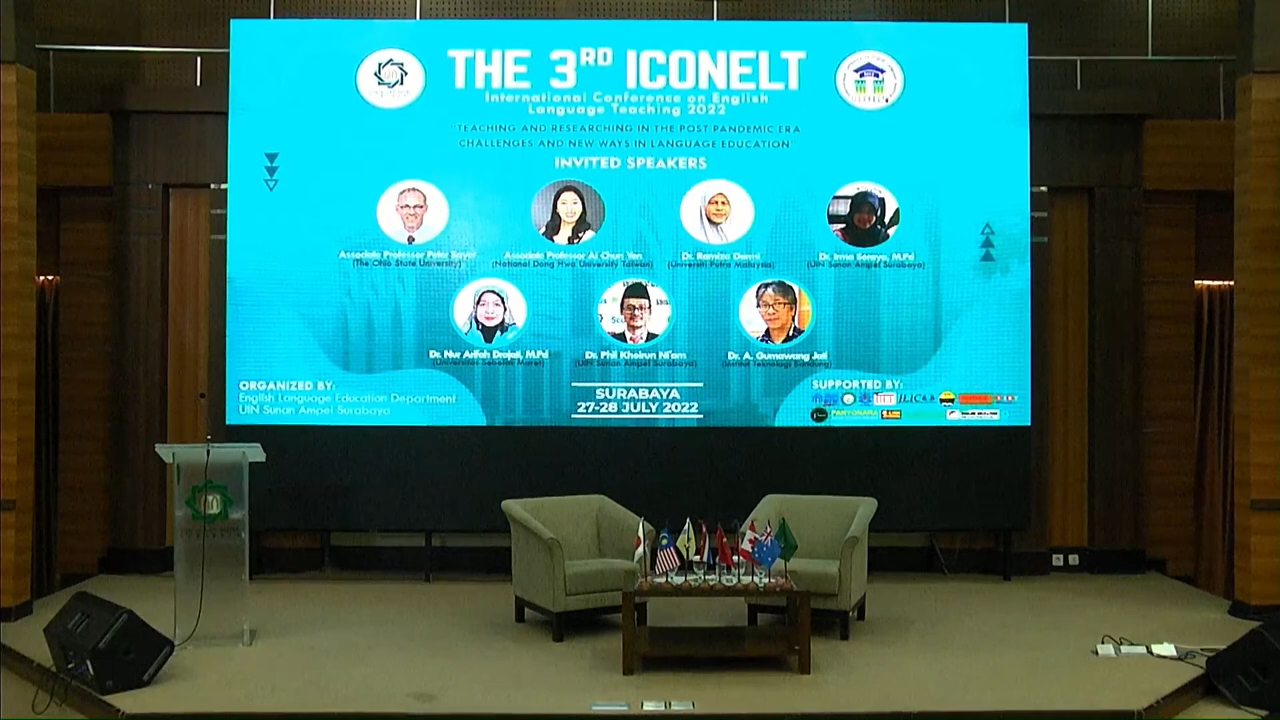 THE 3RD ICONELT
International Conference on English
Language Teaching 2022
"TEACHING AND RESEARCHING IN THE POST PANDEMIC ERA
CHALLENGES AND NEW WAYS IN LANGUAGE EDUCATION"
INVITED SPEAKERS
Associate Professor Peter Sayer
(The Ohio State University)
Associate Professor Ai Chun Yen
(National Dong Hwa University Taiwan)
Dr. Ramiza Darmi
(Universiti Putra Malaysia)
Dr. Irma Soraya, M.Pd
(UIN Sunan Ampel Surabaya)
Dr. Nur Arifah Drajati, M.Pd
(Universitas Sebelas Maret)
Dr. Phil Khoirun Ni'am
(UIN Sunan Ampel Surabaya)
Dr. A. Gumawang Jati
(Institut Teknologi Bandung)
ORGANIZED BY:
English Language Education Department
UIN Sunan Ampel Surabaya
SURABAYA
27-28 JULY 2022
SUPPORTED BY: